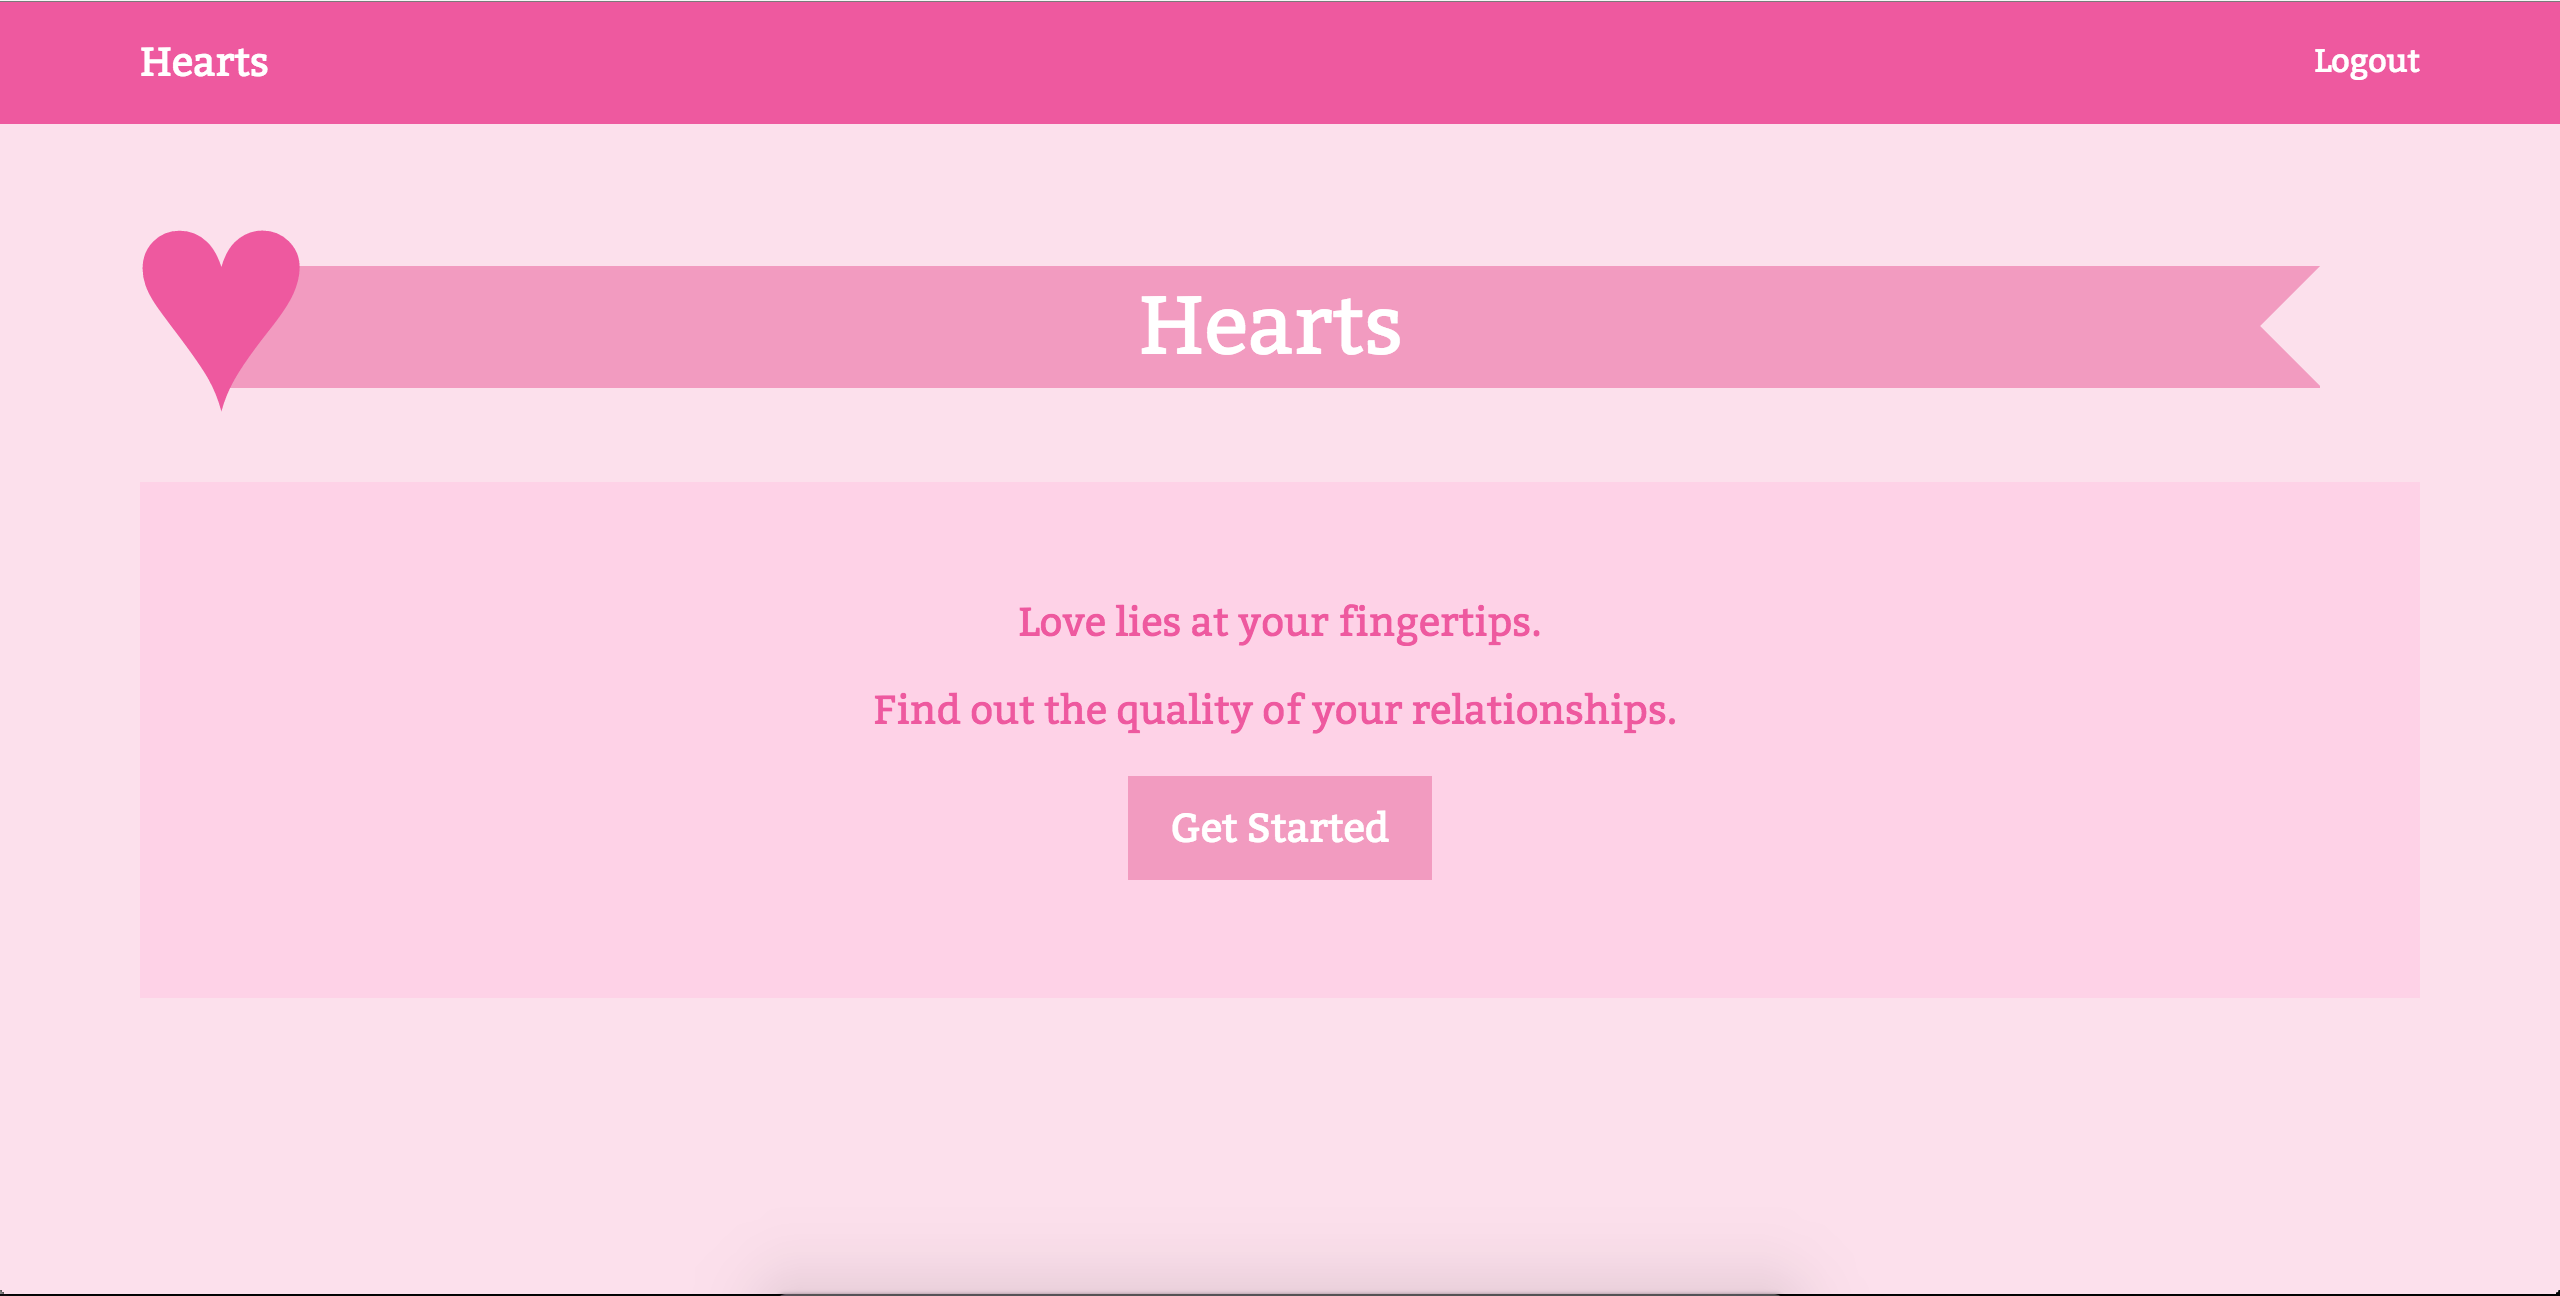 Hearts
Logout
Hearts
Love lies at your fingertips.
Find out the quality of your relationships.
Get Started